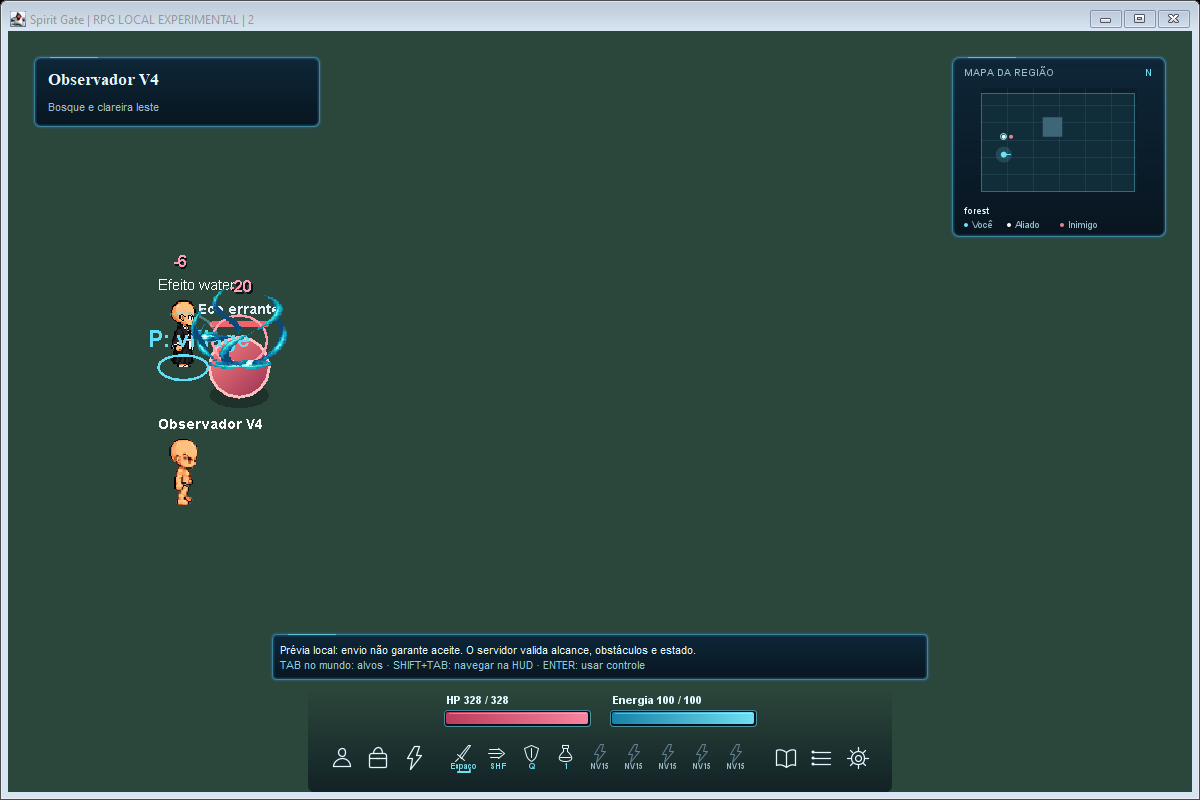 Spirit Gate | RPG LOCAL EXPERIMENTAL | 2
Observador V4
Bosque e clareira leste
MAPA DA REGIÃO
N
forest
Você
Aliado
Inimigo
-6
Efeito water
-20
Eco errante
P:
Observador V4
Prévia local: envio não garante aceite. O servidor valida alcance, obstáculos e estado.
TAB no mundo: alvos · SHIFT+TAB: navegar na HUD · ENTER: usar controle
HP 328 / 328
Energia 100 / 100
Espaço
SHF
Q
1
NV15
NV15
NV15
NV15
NV15